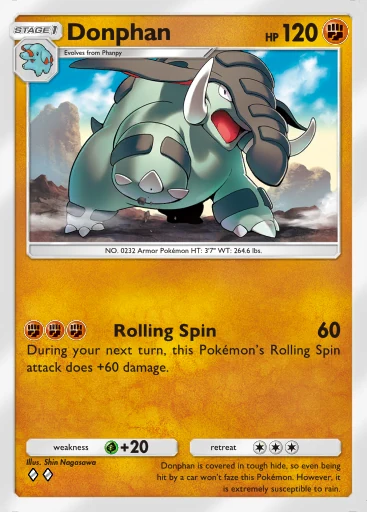 STAGE 1
Donphan
HP 120
Evolves from Phanpy
NO. 0232 Armor Pokémon HT: 3'7" WT: 264.6 lbs.
Rolling Spin 60
During your next turn, this Pokémon's Rolling Spin
attack does +60 damage.
weakness +20
retreat
Illus. Shin Nagasawa
Donphan is covered in tough hide, so even being
hit by a car won't faze this Pokémon. However, it
is extremely susceptible to rain.